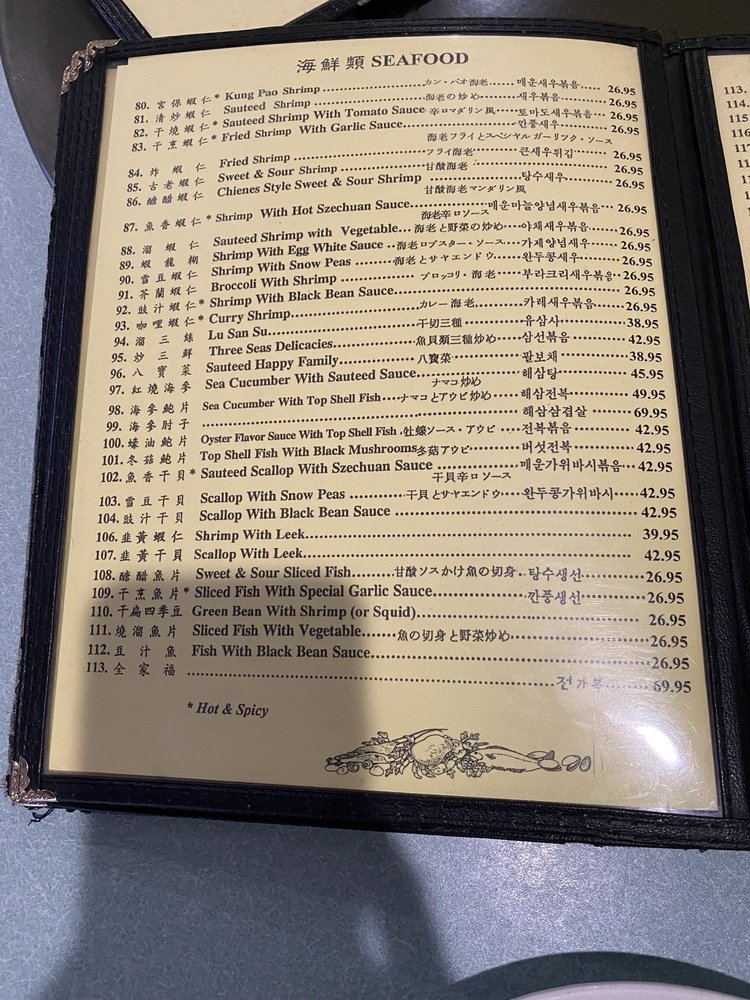 海鮮類 SEAFOOD
80. 宮保蝦仁 * Kung Pao Shrimp カン・パオ海老 매운새우볶음 26.95
81. 清炒蝦仁 Sauteed Shrimp 海老の炒め 새우볶음 26.95
82. 干燒蝦仁 * Sauteed Shrimp With Tomato Sauce 辛ロマダリン風 토마도새우볶음 26.95
83. 干烹蝦仁 * Fried Shrimp With Garlic Sauce 깐풍새우 26.95
海老フライとスペシャル ガーリック・ソース
84. 炸蝦仁 Fried Shrimp フライ海老 큰새우튀김 26.95
85. 古老蝦仁 Sweet & Sour Shrimp 甘酸海老 26.95
86. 醣醋蝦仁 Chienes Style Sweet & Sour Shrimp 탕수새우 26.95
甘酸海老マンダリン風
87. 魚香蝦仁 * Shrimp With Hot Szechuan Sauce 매운마늘양념새우볶음 26.95
海老辛ロソース
88. 溜蝦仁 Sauteed Shrimp with Vegetable 海老と野菜の炒め 야채새우볶음 26.95
89. 蝦龍糊 Shrimp With Egg White Sauce 海老ロブスター・ソース 가제양념새우 26.95
90. 雪豆蝦仁 Shrimp With Snow Peas 海老とサヤエンドウ 완두콩새우 26.95
91. 芥蘭蝦仁 Broccoli With Shrimp ブロッコリ・海老 부라크리새우볶음 26.95
92. 豉汁蝦仁 * Shrimp With Black Bean Sauce 26.95
93. 咖哩蝦仁 * Curry Shrimp カレー海老 카레새우볶음 26.95
94. 溜三絲 Lu San Su 干切三種 유삼사 38.95
95. 炒三鮮 Three Seas Delicacies 魚貝類三種炒め 삼선볶음 42.95
96. 八寶菜 Sauteed Happy Family 八寶菜 팔보채 38.95
97. 紅燒海參 Sea Cucumber With Sauteed Sauce 해삼탕 45.95
ナマコ炒め
98. 海參鮑片 Sea Cucumber With Top Shell Fish ナマコとアウビ炒め 해삼전복 49.95
99. 海參肘子 해삼삼겹살 69.95
100. 蠔油鮑片 Oyster Flavor Sauce With Top Shell Fish 牡蠣ソース・アウビ 전복볶음 42.95
101. 冬菇鮑片 Top Shell Fish With Black Mushrooms 冬菇アウビ 버섯전복 42.95
102. 魚香干貝 * Sauteed Scallop With Szechuan Sauce 매운가위바시볶음 42.95
干貝辛ロソース
103. 雪豆干貝 Scallop With Snow Peas 干貝とサヤエンドウ 완두콩가위바시 42.95
104. 豉汁干貝 Scallop With Black Bean Sauce 42.95
106. 韭黃蝦仁 Shrimp With Leek 39.95
107. 韭黃干貝 Scallop With Leek 42.95
108. 醣醋魚片 Sweet & Sour Sliced Fish 甘酸ソスかけ魚の切身 탕수생선 26.95
109. 干烹魚片 * Sliced Fish With Special Garlic Sauce 깐풍생선 26.95
110. 干扁四季豆 Green Bean With Shrimp (or Squid) 26.95
111. 燒溜魚片 Sliced Fish With Vegetable 魚の切身と野菜炒め 26.95
112. 豆汁魚 Fish With Black Bean Sauce 26.95
113. 全家福 전가복 69.95
* Hot & Spicy
113.
114.
115.